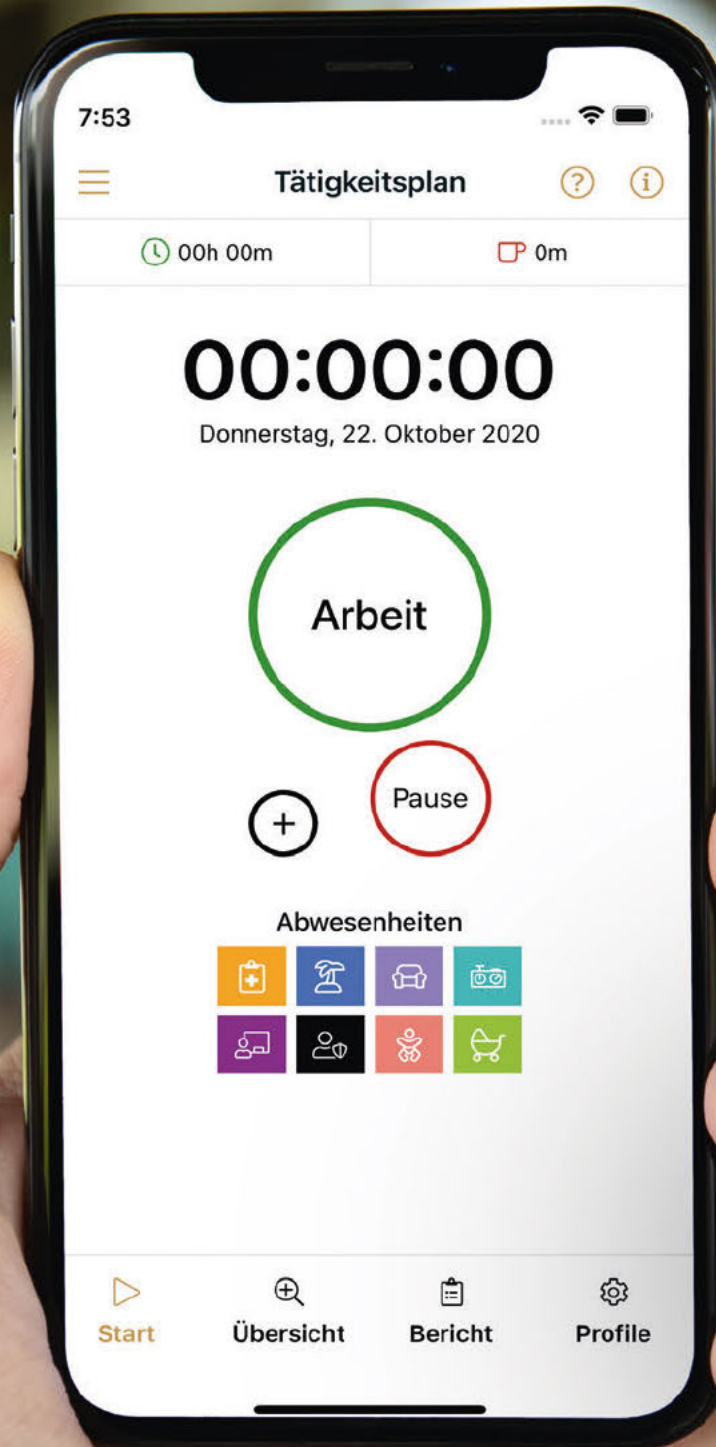 7:53
Tätigkeitsplan
00h 00m
0m
00:00:00
Donnerstag, 22. Oktober 2020
Arbeit
Pause
Abwesenheiten
Start
Übersicht
Bericht
Profile